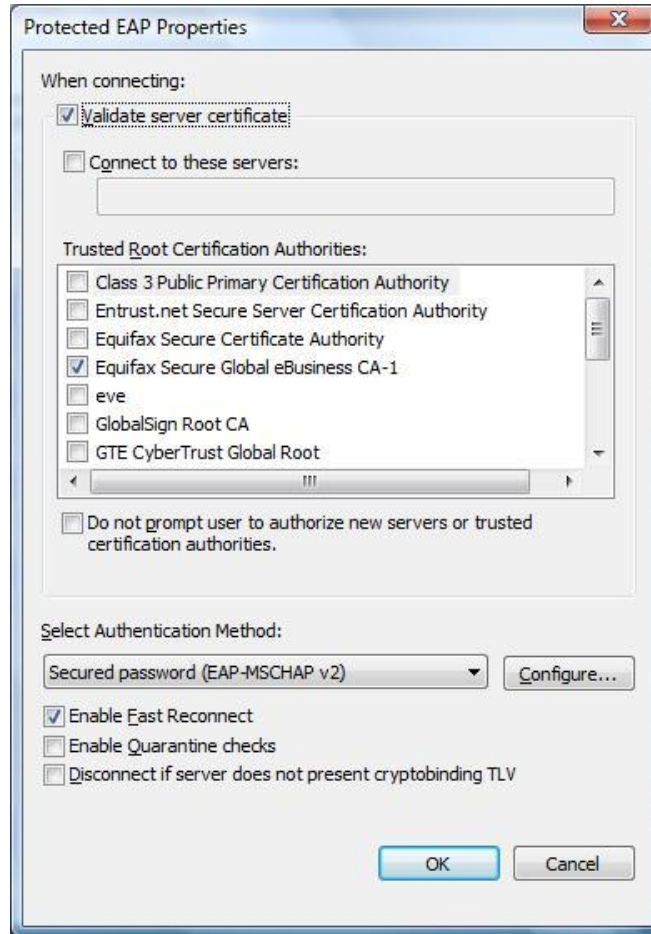 Protected EAP Properties
When connecting:
Validate server certificate
Connect to these servers:
Trusted Root Certification Authorities:
Class 3 Public Primary Certification Authority
Entrust.net Secure Server Certification Authority
Equifax Secure Certificate Authority
Equifax Secure Global eBusiness CA-1
eve
GlobalSign Root CA
GTE CyberTrust Global Root
Do not prompt user to authorize new servers or trusted
certification authorities.
Select Authentication Method:
Secured password (EAP-MSCHAP v2)
Configure...
Enable Fast Reconnect
Enable Quarantine checks
Disconnect if server does not present cryptobinding TLV
OK Cancel